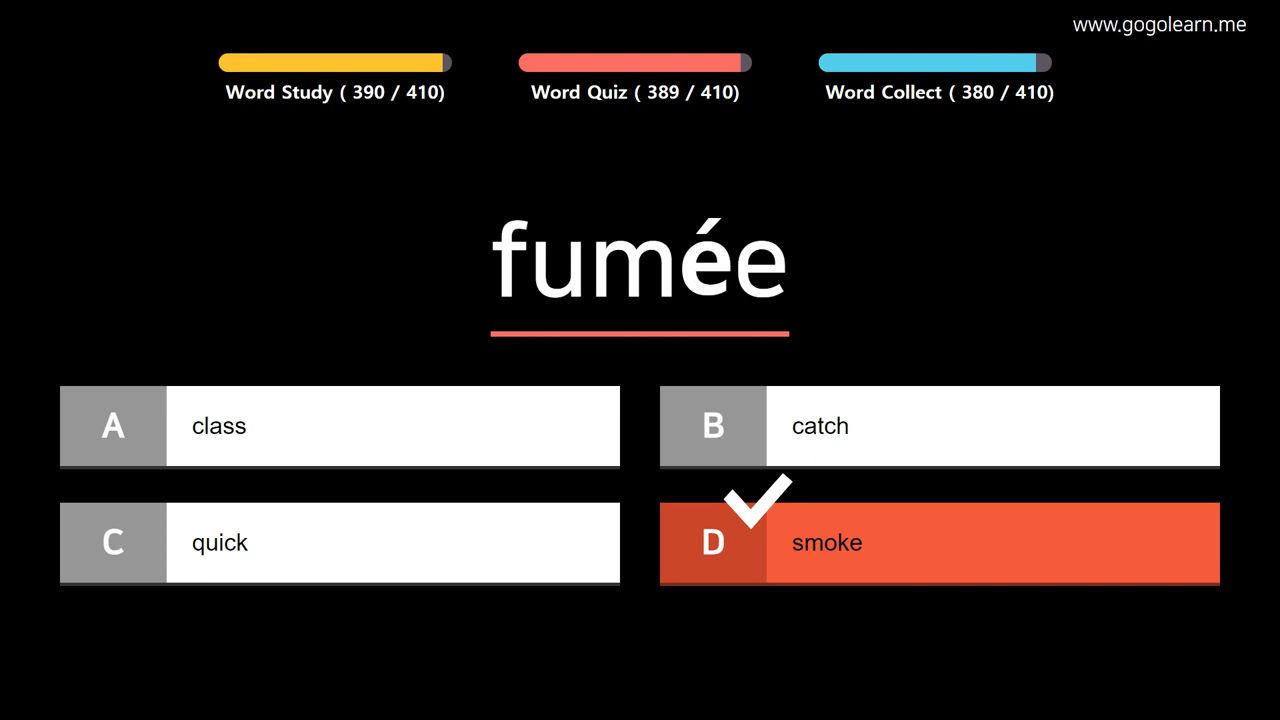 www.gogolearn.me
Word Study ( 390 / 410)
Word Quiz ( 389 / 410)
Word Collect ( 380 / 410)
fumée
A class
B catch
C quick
D smoke